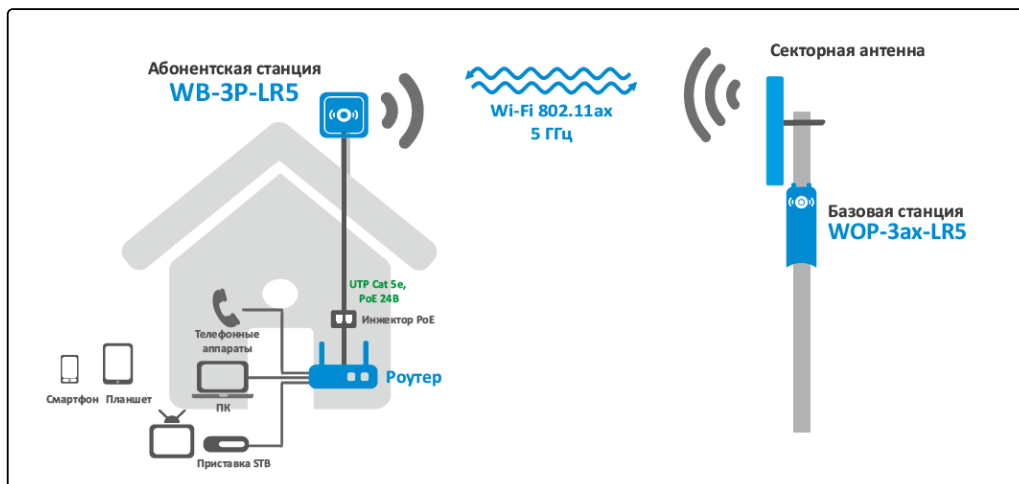 Секторная антенна
Абонентская станция
WB-3P-LR5
Wi-Fi 802.11ax
5 ГГц
Базовая станция
WOP-3ax-LR5
UTP Cat 5e,
PoE 24В
Инжектор PoE
Телефонные
аппараты
Роутер
Смартфон
Планшет
ПК
Приставка STB